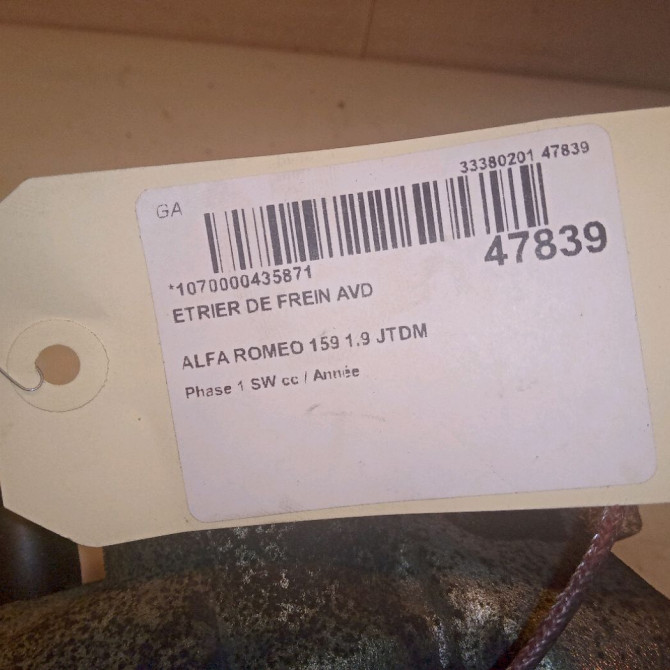 33380201 47839
GA
47839
*1070000435871
ETRIER DE FREIN AVD
ALFA ROMEO 159 1.9 JTDM
Phase 1 SW cc / Année